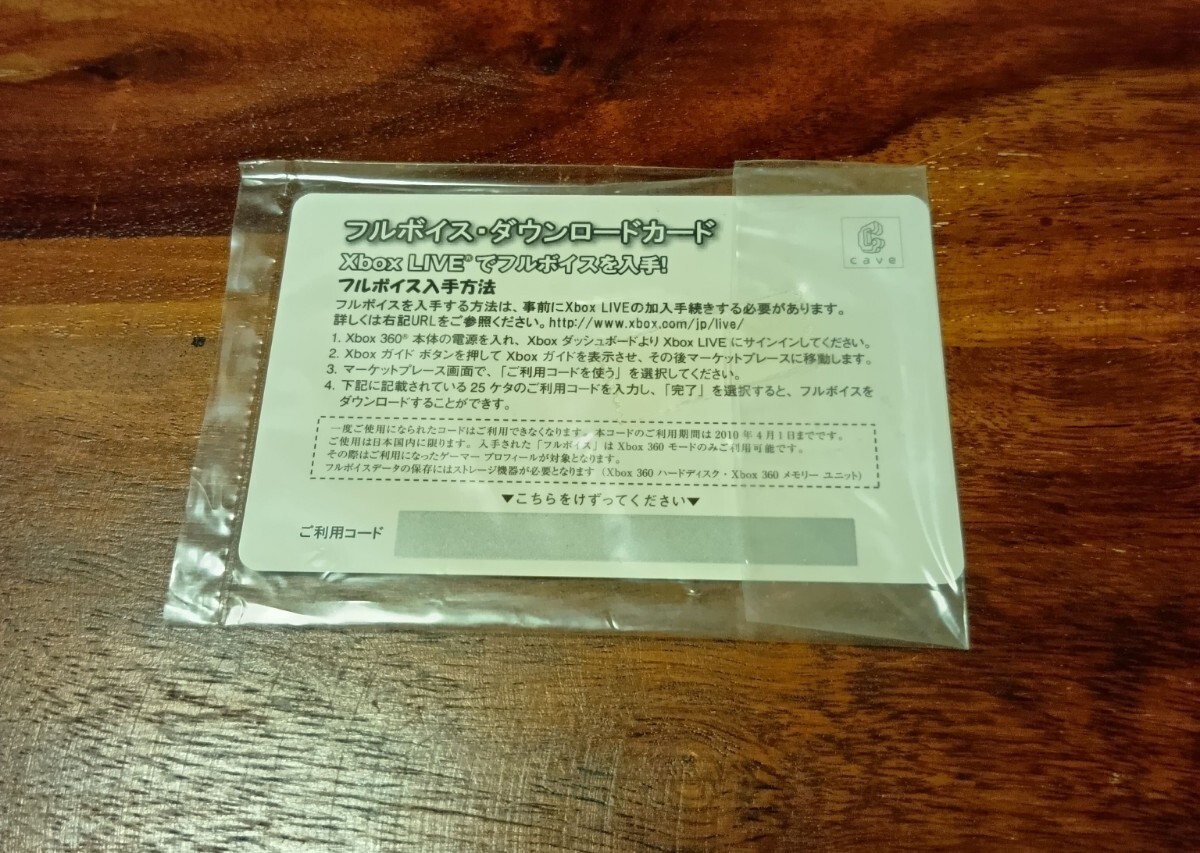 フルボイス・ダウンロードカード
cave
Xbox LIVE®でフルボイスを入手!
フルボイス入手方法
フルボイスを入手する方法は、事前にXbox LIVEの加入手続きする必要があります。
詳しくは右記URLをご参照ください。http://www.xbox.com/jp/live/
1. Xbox 360® 本体の電源を入れ、Xbox ダッシュボードより Xbox LIVE にサインインしてください。
2. Xbox ガイド ボタンを押して Xbox ガイドを表示させ、その後マーケットプレースに移動します。
3. マーケットプレース画面で、「ご利用コードを使う」を選択してください。
4. 下記に記載されている 25 ケタのご利用コードを入力し、「完了」を選択すると、フルボイスを
ダウンロードすることができす。
一度ご使用になられたコードはご利用できなくなります。本コードのご利用期間は 2010 年 4 月 1 日までです。
ご使用は日本国内に限ります。入手された「フルボイス」は Xbox 360 モードのみご利用可能です。
その際はご利用になったゲーマー プロフィールが対象となります。
フルボイスデータの保存にはストレージ機器が必要となります（Xbox 360 ハードディスク・Xbox 360 メモリー ユニット）
▼こちらをけずってください▼
ご利用コード